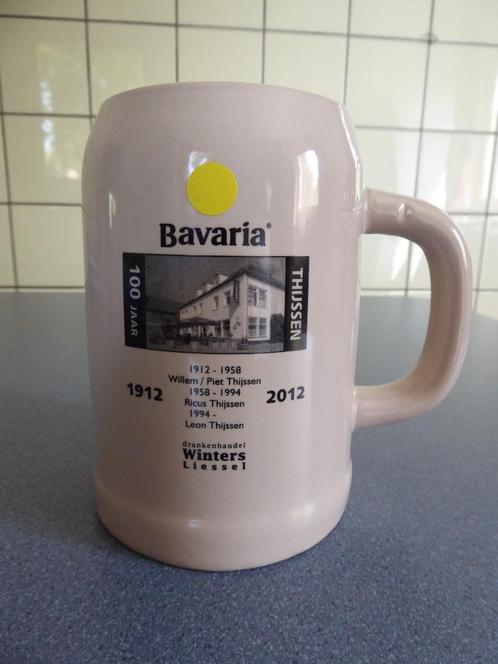 Bavaria®
100 JAAR
THIJSSEN
1912 - 1958
Willem / Piet Thijssen
1958 - 1994
1912
2012
Ricus Thijssen
1994 -
Leon Thijssen
drankenhandel
Winters
Liessel